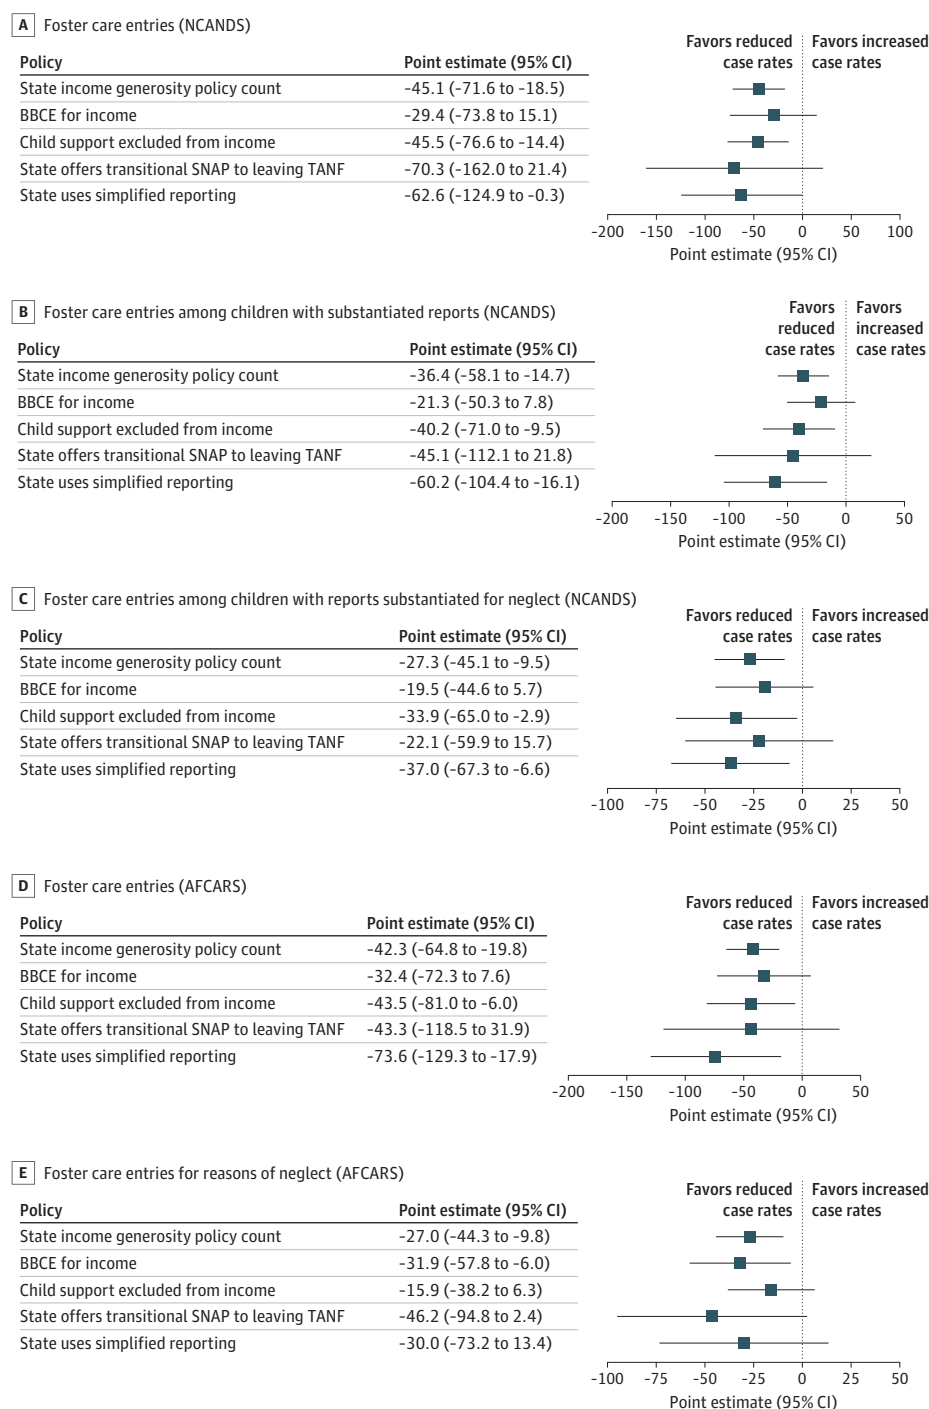 A Foster care entries (NCANDS)
Favors reduced case rates Favors increased case rates
Policy Point estimate (95% CI)
State income generosity policy count -45.1 (-71.6 to -18.5)
BBCE for income -29.4 (-73.8 to 15.1)
Child support excluded from income -45.5 (-76.6 to -14.4)
State offers transitional SNAP to leaving TANF -70.3 (-162.0 to 21.4)
State uses simplified reporting -62.6 (-124.9 to -0.3)
-200 -150 -100 -50 0 50 100
Point estimate (95% CI)
B Foster care entries among children with substantiated reports (NCANDS)
Favors reduced case rates Favors increased case rates
Policy Point estimate (95% CI)
State income generosity policy count -36.4 (-58.1 to -14.7)
BBCE for income -21.3 (-50.3 to 7.8)
Child support excluded from income -40.2 (-71.0 to -9.5)
State offers transitional SNAP to leaving TANF -45.1 (-112.1 to 21.8)
State uses simplified reporting -60.2 (-104.4 to -16.1)
-200 -150 -100 -50 0 50
Point estimate (95% CI)
C Foster care entries among children with reports substantiated for neglect (NCANDS)
Favors reduced case rates Favors increased case rates
Policy Point estimate (95% CI)
State income generosity policy count -27.3 (-45.1 to -9.5)
BBCE for income -19.5 (-44.6 to 5.7)
Child support excluded from income -33.9 (-65.0 to -2.9)
State offers transitional SNAP to leaving TANF -22.1 (-59.9 to 15.7)
State uses simplified reporting -37.0 (-67.3 to -6.6)
-100 -75 -50 -25 0 25 50
Point estimate (95% CI)
D Foster care entries (AFCARS)
Favors reduced case rates Favors increased case rates
Policy Point estimate (95% CI)
State income generosity policy count -42.3 (-64.8 to -19.8)
BBCE for income -32.4 (-72.3 to 7.6)
Child support excluded from income -43.5 (-81.0 to -6.0)
State offers transitional SNAP to leaving TANF -43.3 (-118.5 to 31.9)
State uses simplified reporting -73.6 (-129.3 to -17.9)
-200 -150 -100 -50 0 50
Point estimate (95% CI)
E Foster care entries for reasons of neglect (AFCARS)
Favors reduced case rates Favors increased case rates
Policy Point estimate (95% CI)
State income generosity policy count -27.0 (-44.3 to -9.8)
BBCE for income -31.9 (-57.8 to -6.0)
Child support excluded from income -15.9 (-38.2 to 6.3)
State offers transitional SNAP to leaving TANF -46.2 (-94.8 to 2.4)
State uses simplified reporting -30.0 (-73.2 to 13.4)
-100 -75 -50 -25 0 25 50
Point estimate (95% CI)